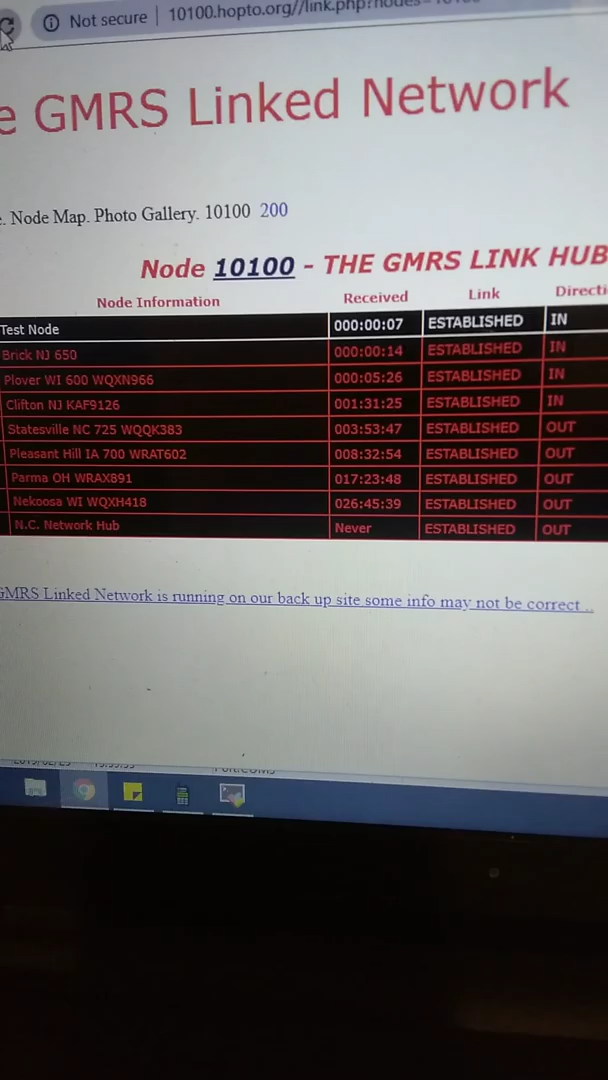 Not secure | 10100.hopto.org//link.php?nodes=
e GMRS Linked Network
. Node Map. Photo Gallery. 10100 200
Node 10100 - THE GMRS LINK HUB
Node Information Received Link Directi
Test Node 000:00:07 ESTABLISHED IN
Brick NJ 650 000:00:14 ESTABLISHED IN
Plover WI 600 WQXN966 000:05:26 ESTABLISHED IN
Clifton NJ KAF9126 001:31:25 ESTABLISHED IN
Statesville NC 725 WQQK383 003:53:47 ESTABLISHED OUT
Pleasant Hill IA 700 WRAT602 008:32:54 ESTABLISHED OUT
Parma OH WRAX891 017:23:48 ESTABLISHED OUT
Nekoosa WI WQXH418 026:45:39 ESTABLISHED OUT
N.C. Network Hub Never ESTABLISHED OUT
GMRS Linked Network is running on our back up site some info may not be correct ..